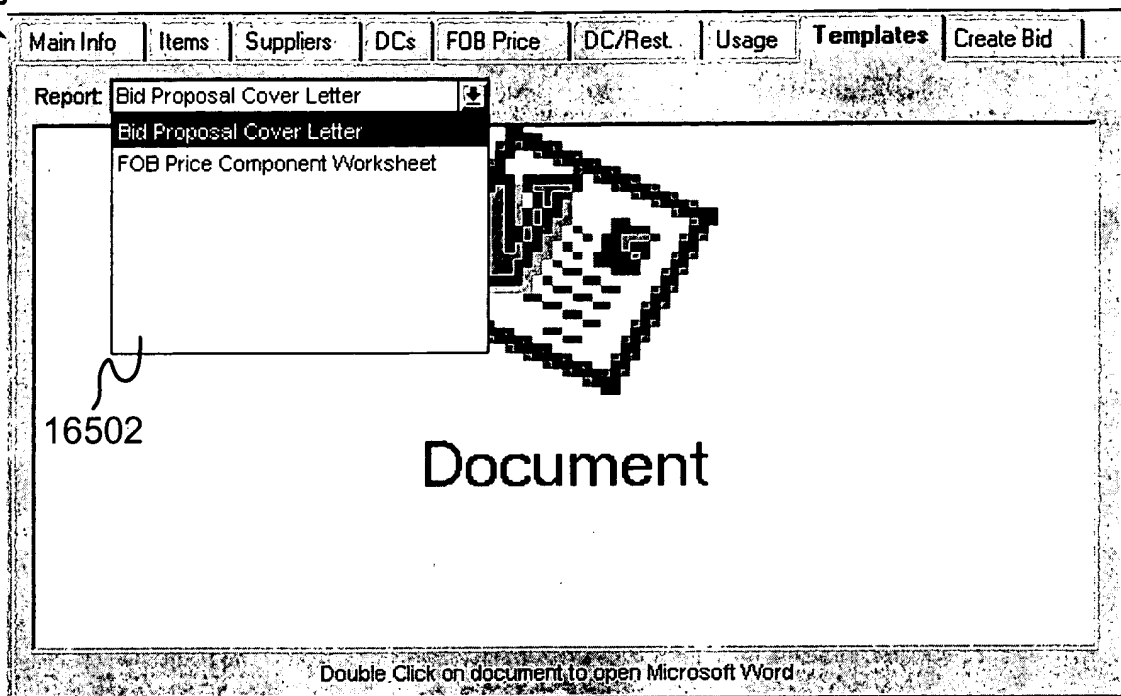 Main Info Items Suppliers DCs FOB Price DC/Rest. Usage Templates Create Bid
Report: Bid Proposal Cover Letter
Bid Proposal Cover Letter
FOB Price Component Worksheet
16502
Document
Double Click on document to open Microsoft Word